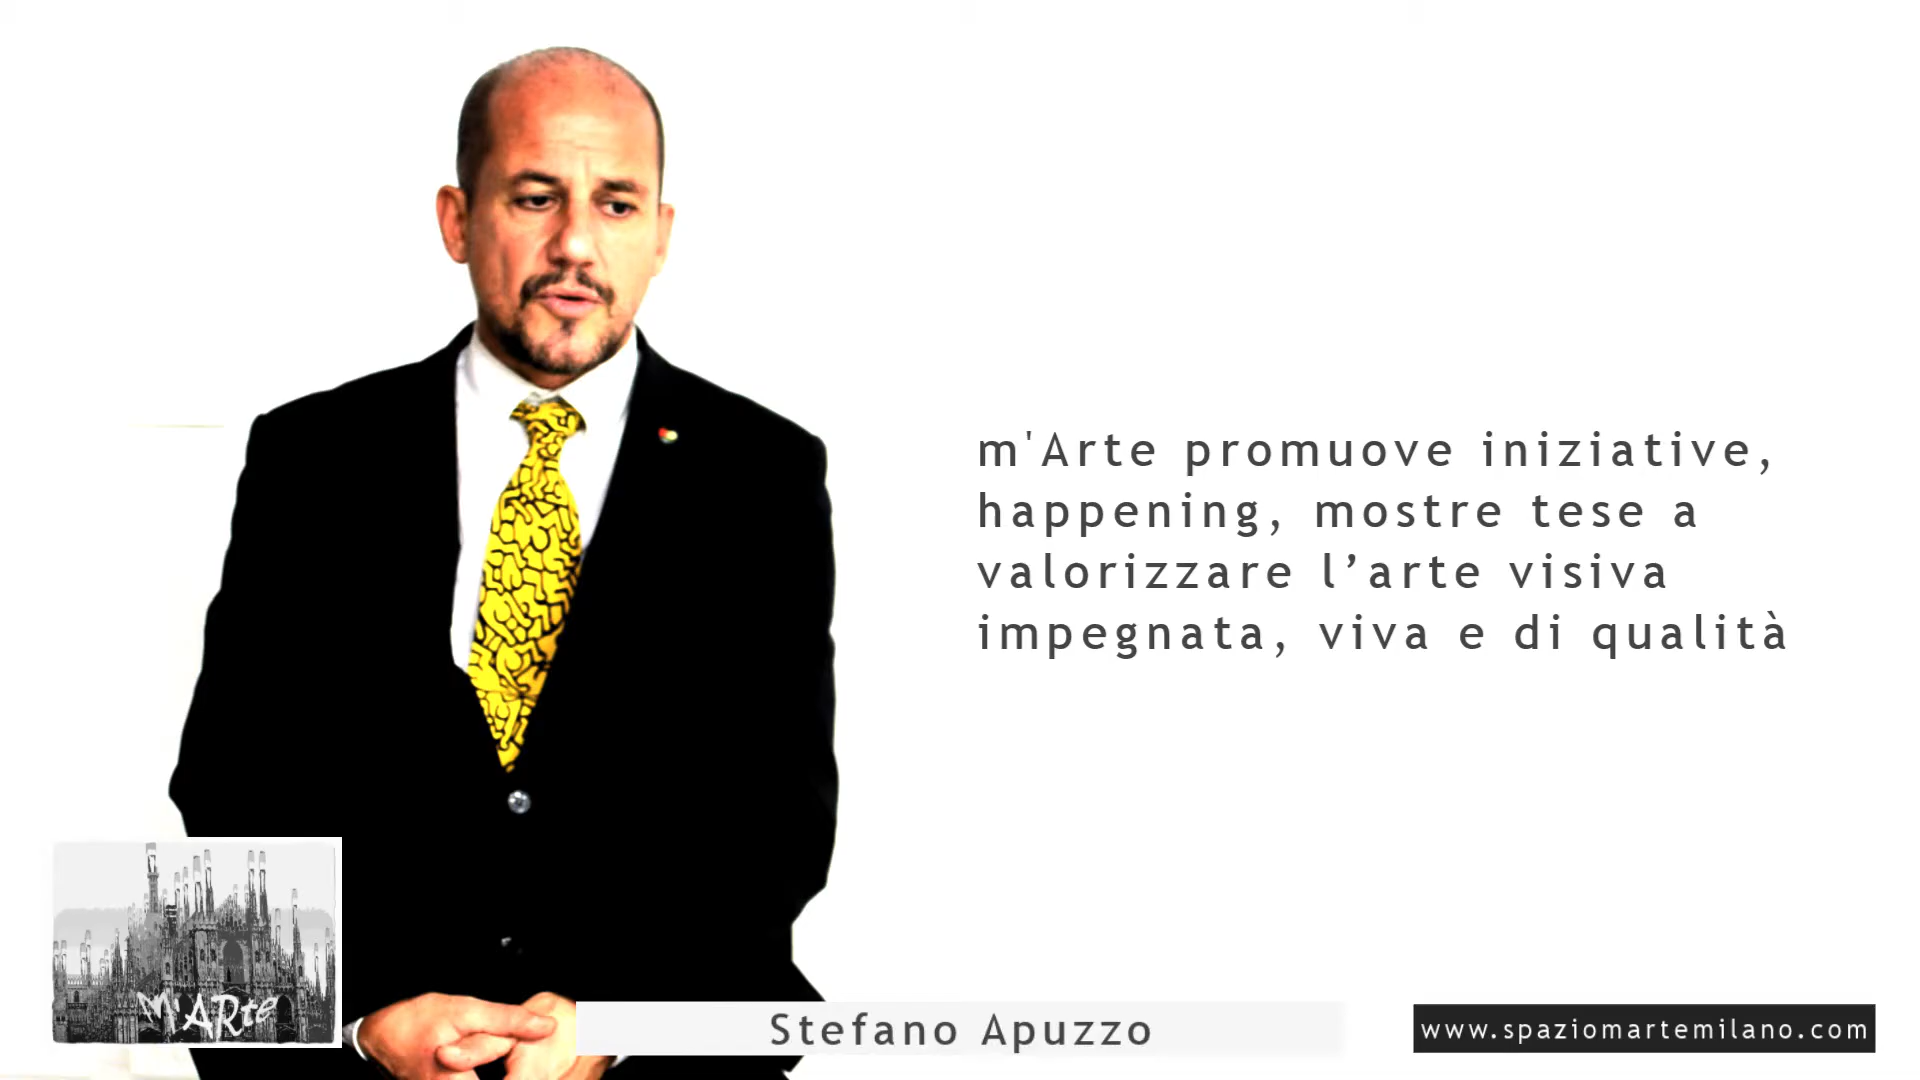 m'Arte promuove iniziative,
happening, mostre tese a
valorizzare l’arte visiva
impegnata, viva e di qualità
M'ARte
Stefano Apuzzo
www.spaziomartemilano.com